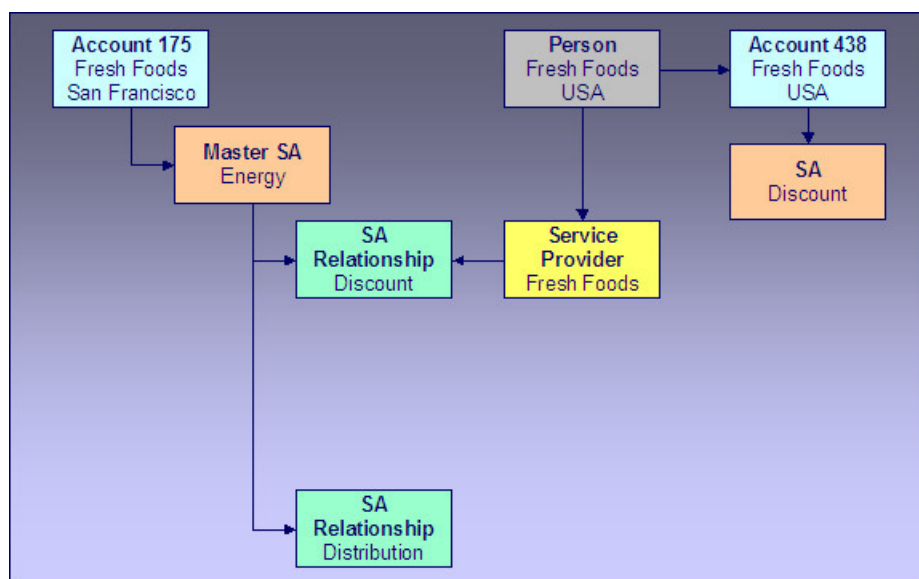 Account 175
Fresh Foods
San Francisco
Person
Fresh Foods
USA
Account 438
Fresh Foods
USA
Master SA
Energy
SA
Discount
SA
Relationship
Discount
Service
Provider
Fresh Foods
SA
Relationship
Distribution